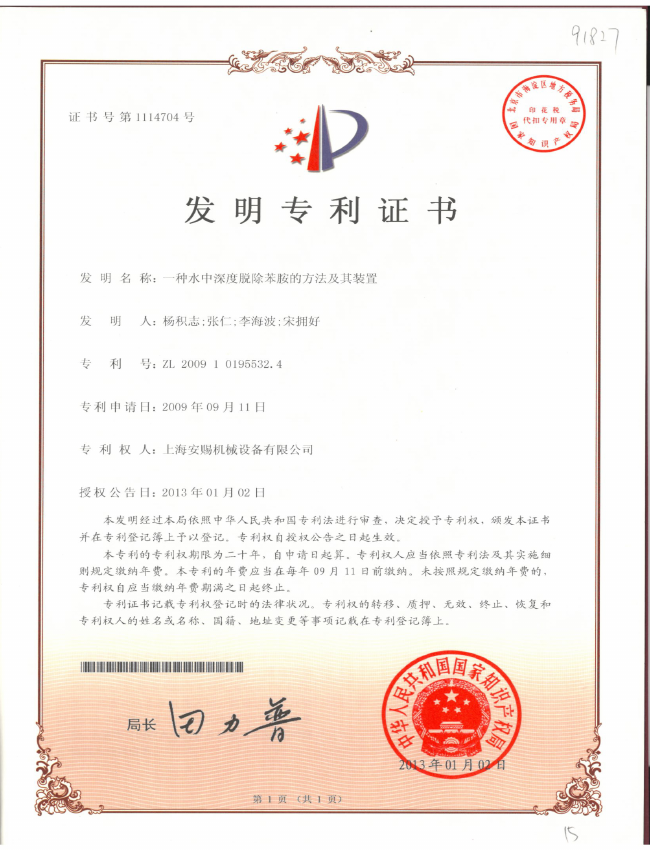 91827
证书号第1114704号
北京市海淀区地方税务局
印花税
代扣专用章
国家知识产权局
发明专利证书
发明名称:一种水中深度脱除苯胺的方法及其装置
发明人:杨积志;张仁;李海波;宋拥好
专利号:ZL 2009 1 0195532.4
专利申请日:2009年09月11日
专利权人:上海安赐机械设备有限公司
授权公告日:2013年01月02日
本发明经过本局依照中华人民共和国专利法进行审查,决定授予专利权,颁发本证书
并在专利登记簿上予以登记。专利权自授权公告之日起生效。
本专利的专利权期限为二十年,自申请日起算。专利权人应当依照专利法及其实施细
则规定缴纳年费。本专利的年费应当在每年09月11日前缴纳。未按照规定缴纳年费的,
专利权自应当缴纳年费期满之日起终止。
专利证书记载专利权登记时的法律状况。专利权的转移、质押、无效、终止、恢复和
专利权人的姓名或名称、国籍、地址变更等事项记载在专利登记簿上。
局长 田力普
中华人民共和国国家知识产权局
2013年01月02日
第1页(共1页)
15